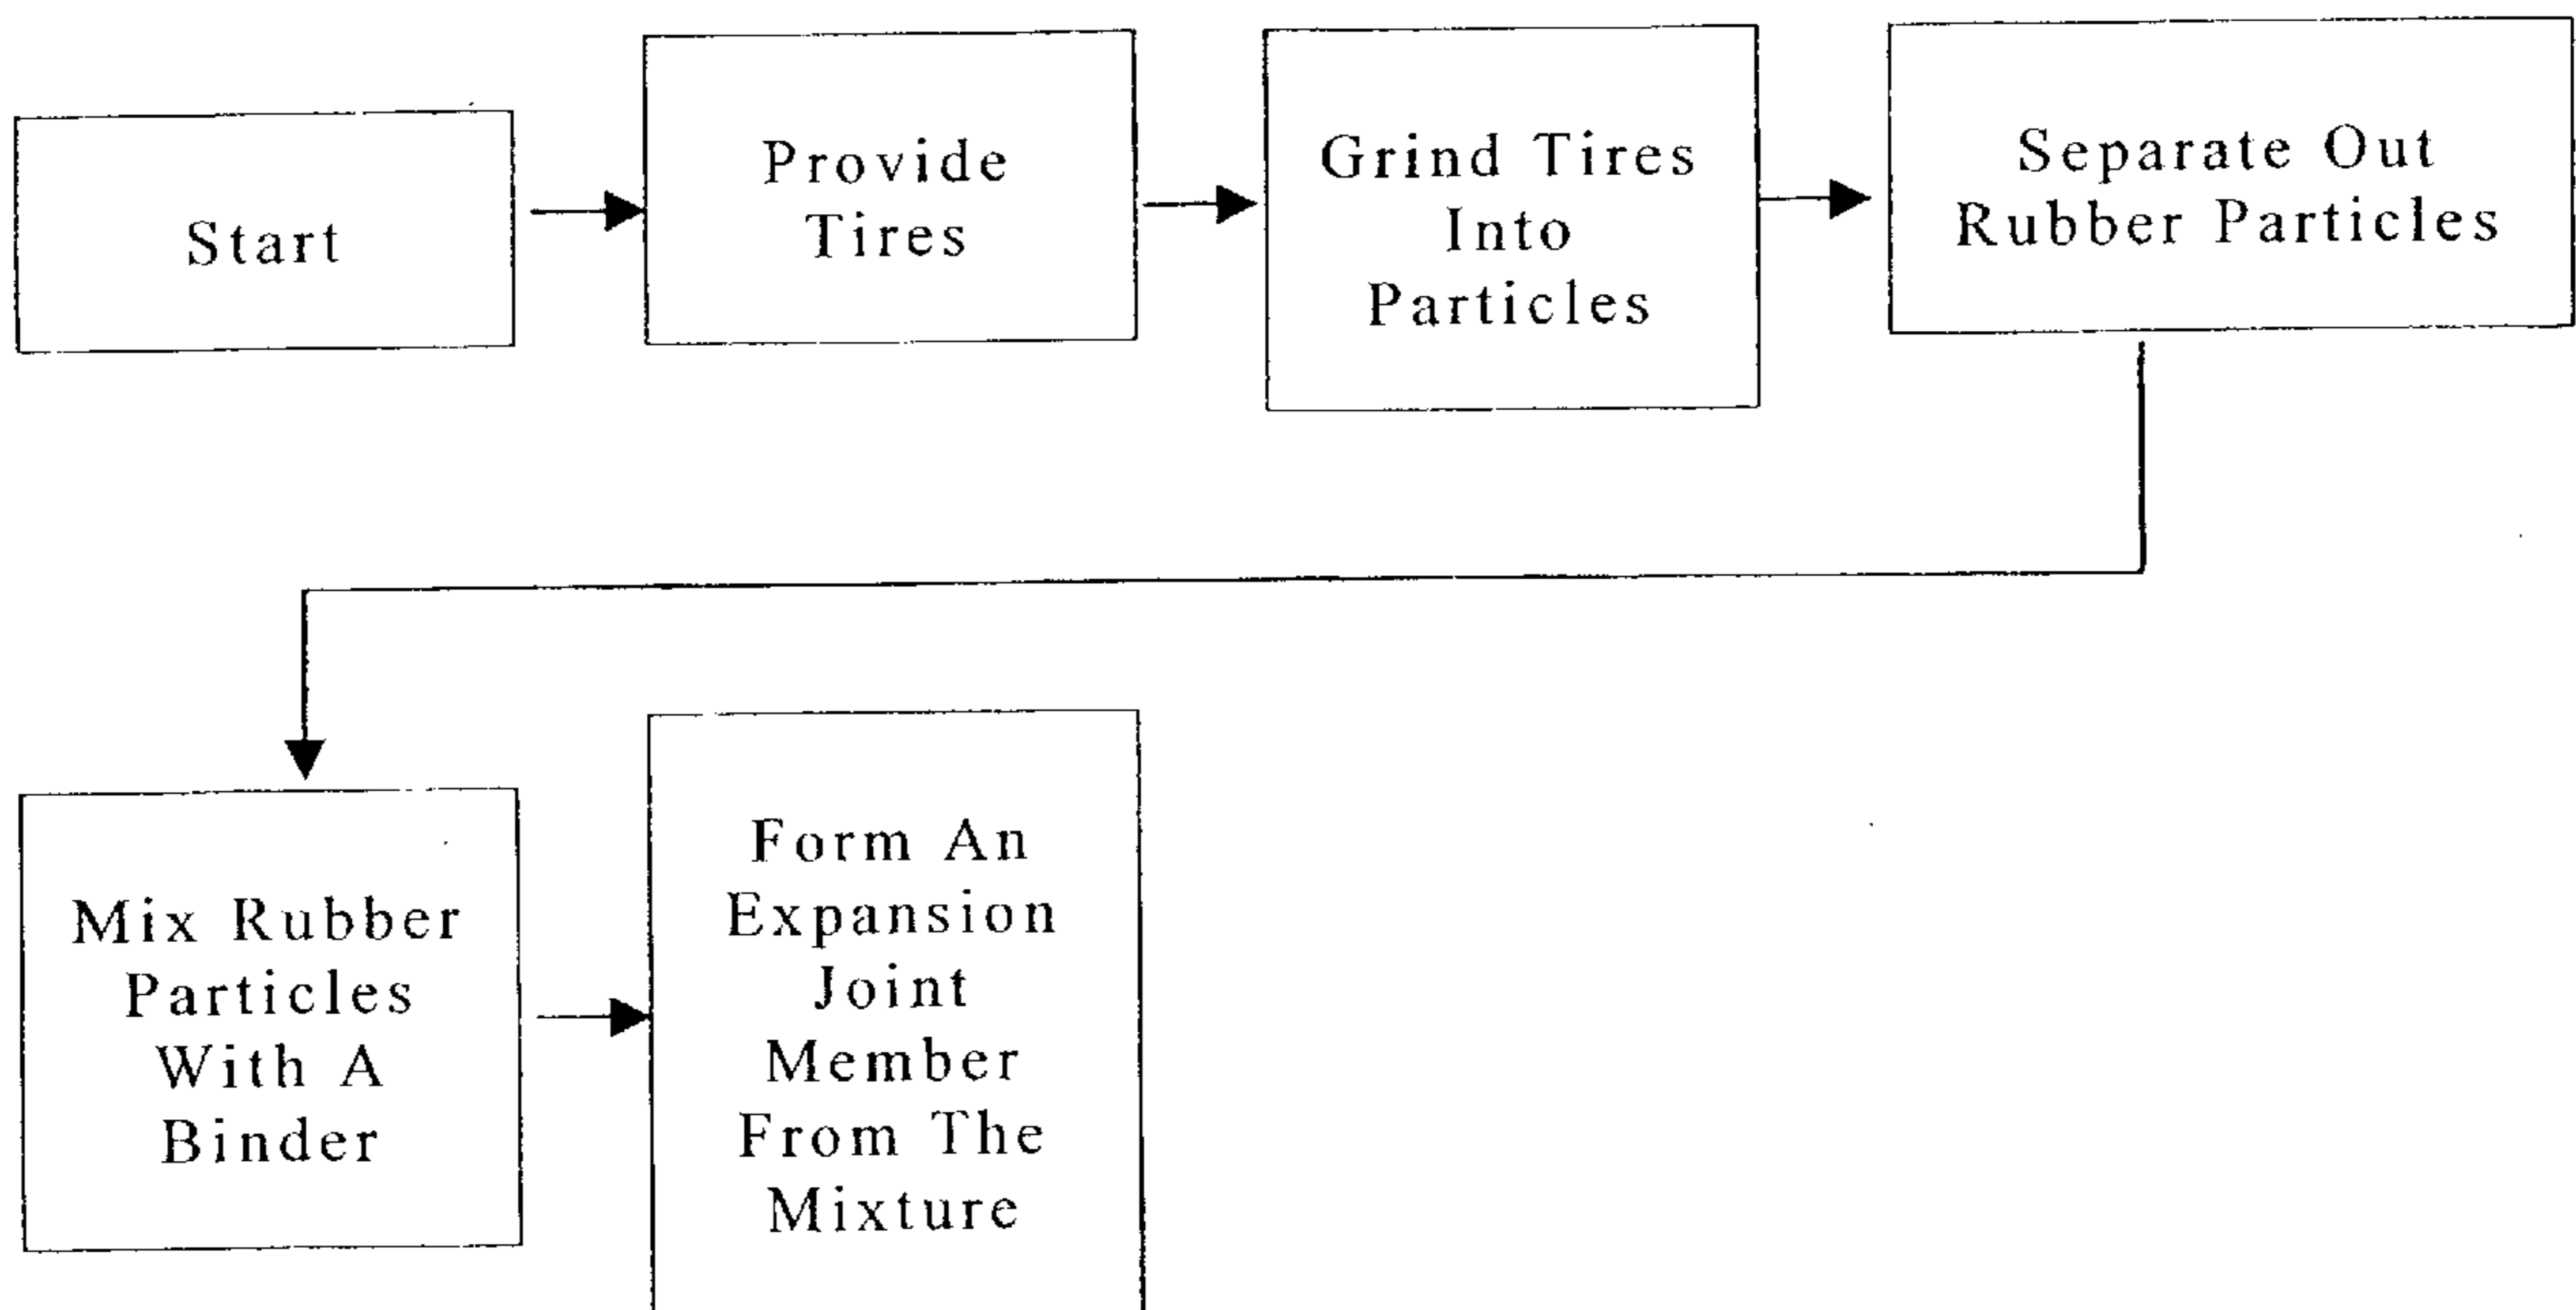 Start
Provide
Tires
Grind Tires
Into
Particles
Separate Out
Rubber Particles
Mix Rubber
Particles
With A
Binder
Form An
Expansion
Joint
Member
From The
Mixture